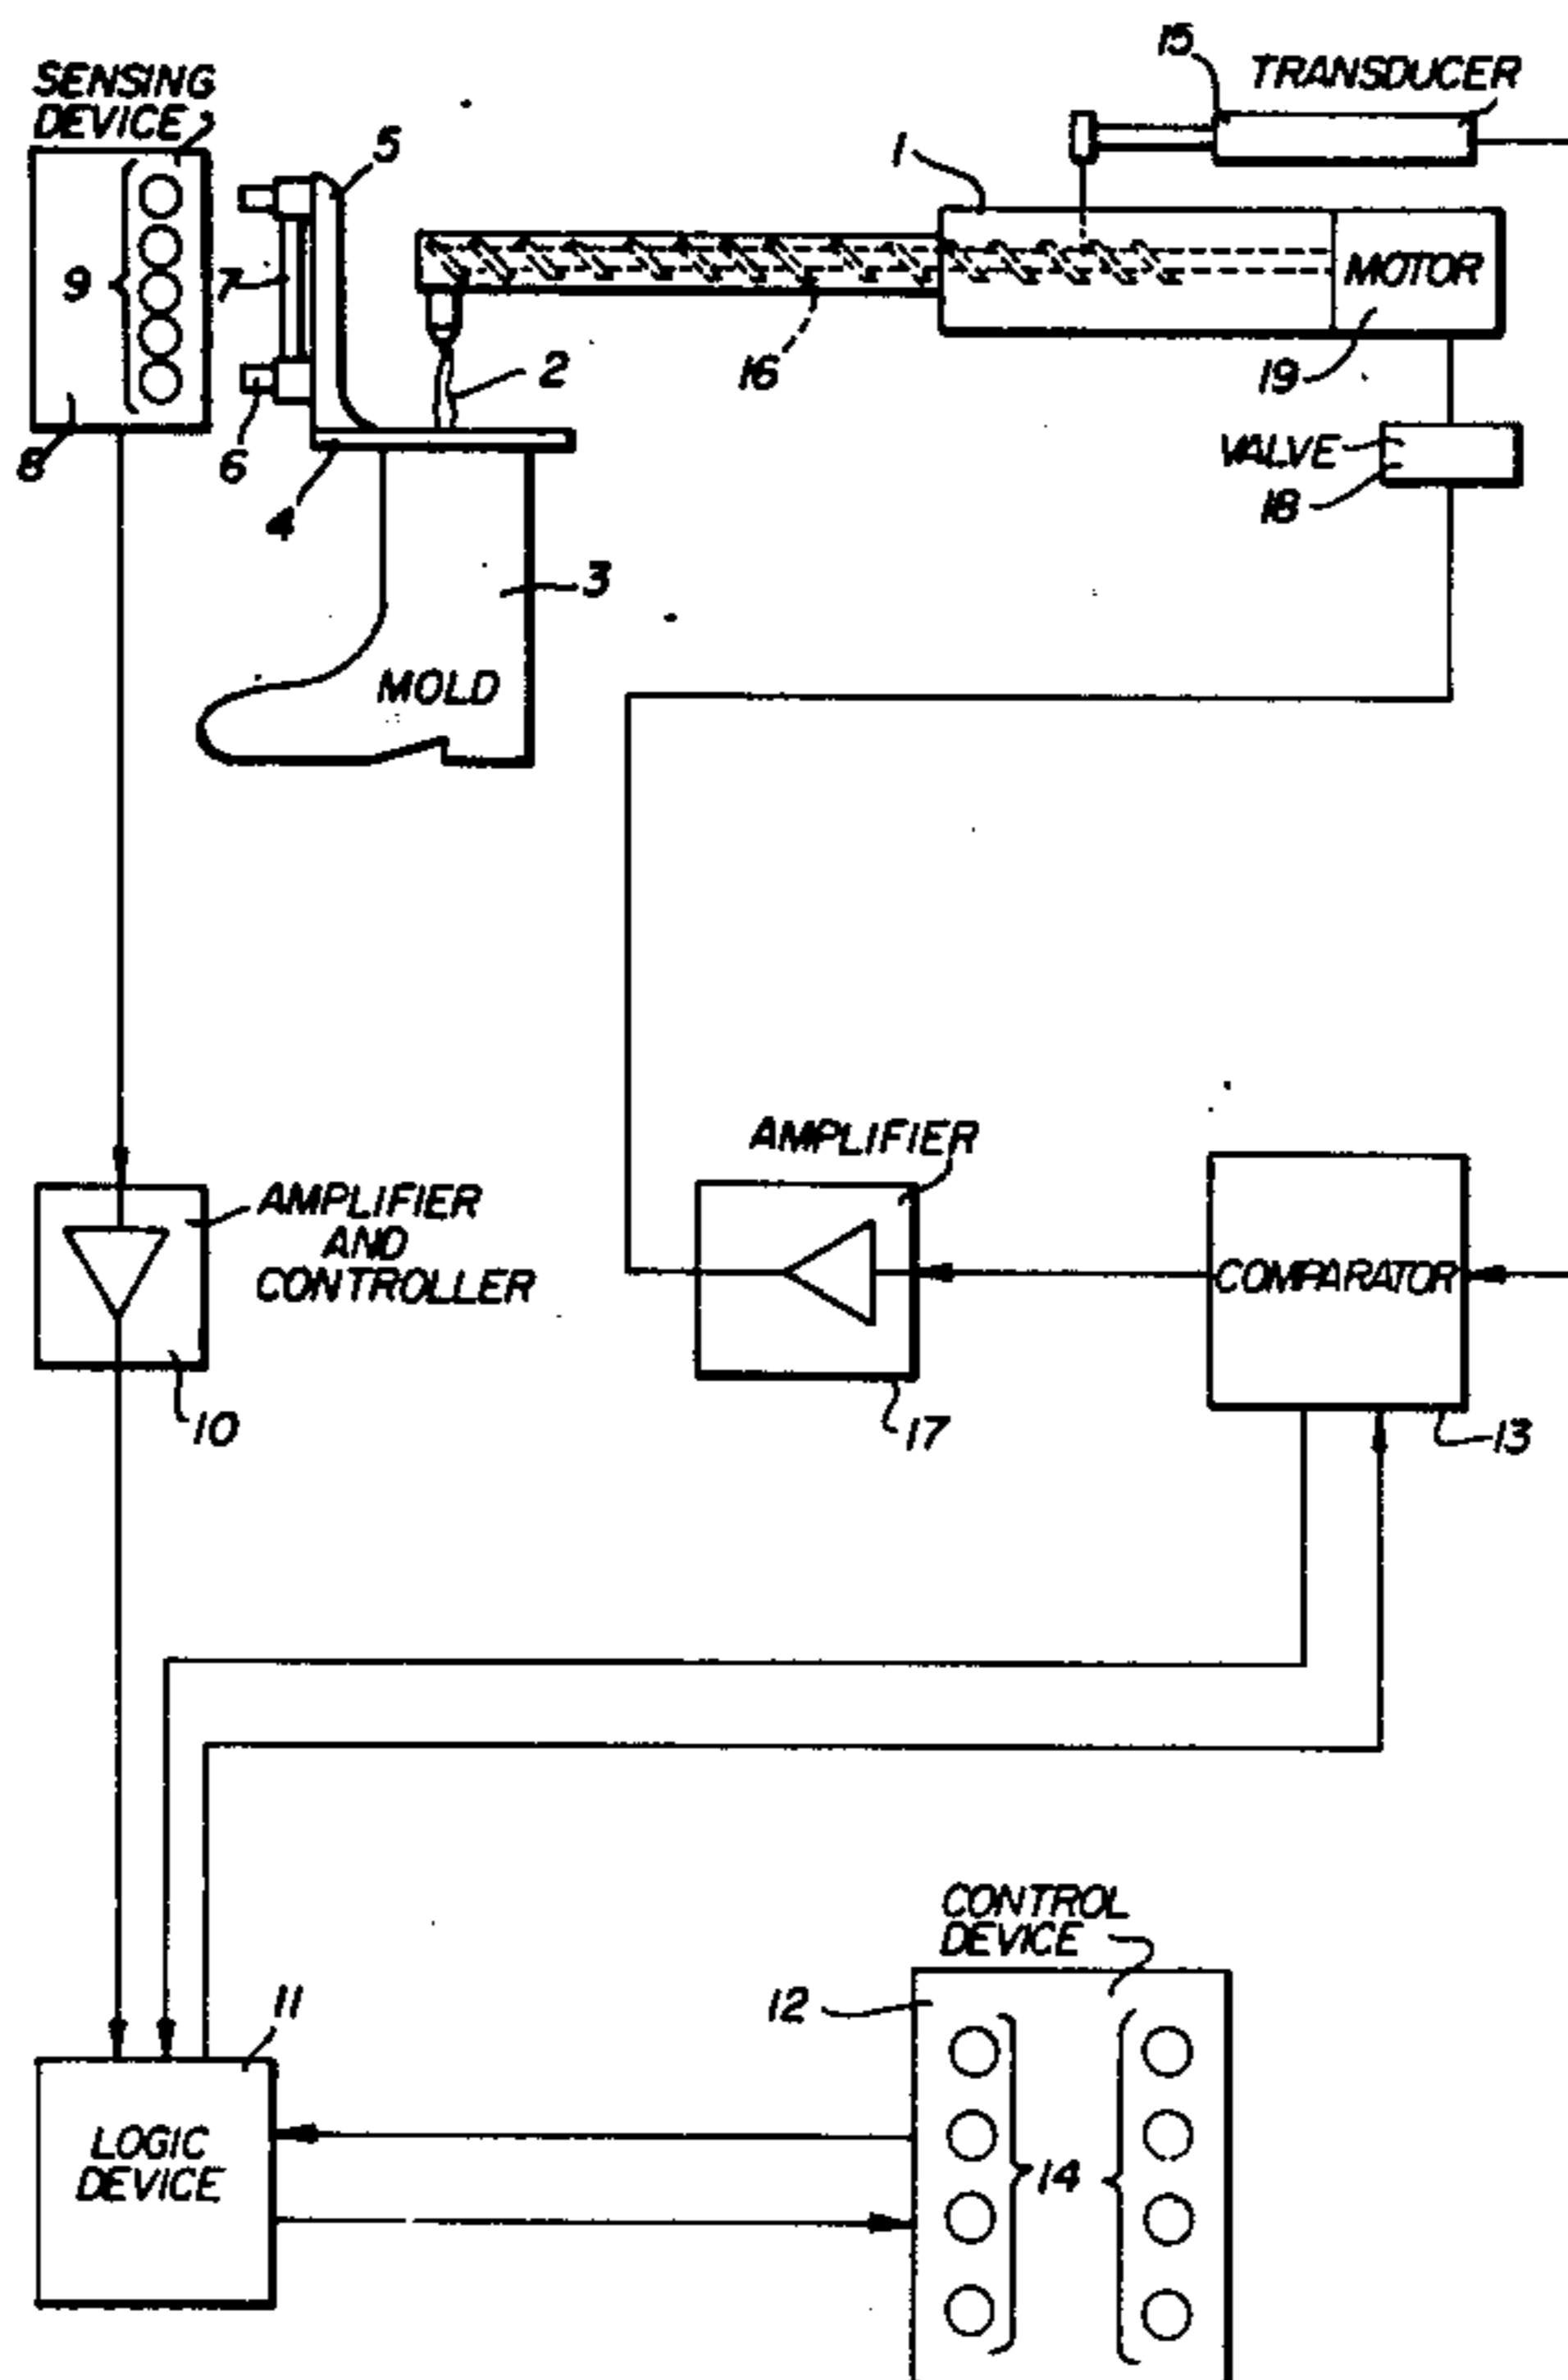 15
SENSING
DEVICE
TRANSDUCER
5
1
9
7
MOTOR
2
16
19
8
6
VALVE
4
18
3
MOLD
AMPLIFIER
AMPLIFIER
AND
CONTROLLER
COMPARATOR
10
17
13
CONTROL
DEVICE
11
12
LOGIC
DEVICE
14